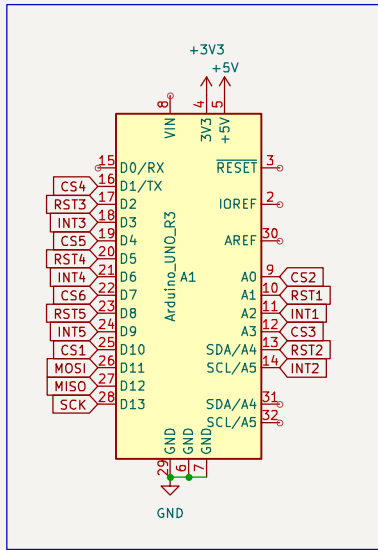 +3V3
+5V
8 4 5
VIN 3V3 +5V
15 D0/RX RESET 3
CS4 16 D1/TX
RST3 17 D2 IOREF 2
INT3 18 D3
CS5 19 D4 AREF 30
RST4 20 D5
INT4 21 D6 A0 9 CS2
CS6 22 D7 A1 10 RST1
RST5 23 D8 A2 11 INT1
INT5 24 D9 A3 12 CS3
CS1 25 D10 SDA/A4 13 RST2
MOSI 26 D11 SCL/A5 14 INT2
MISO 27 D12
SCK 28 D13 SDA/A4 31
SCL/A5 32
Arduino_UNO_R3
A1
GND GND GND
29 6 7
GND